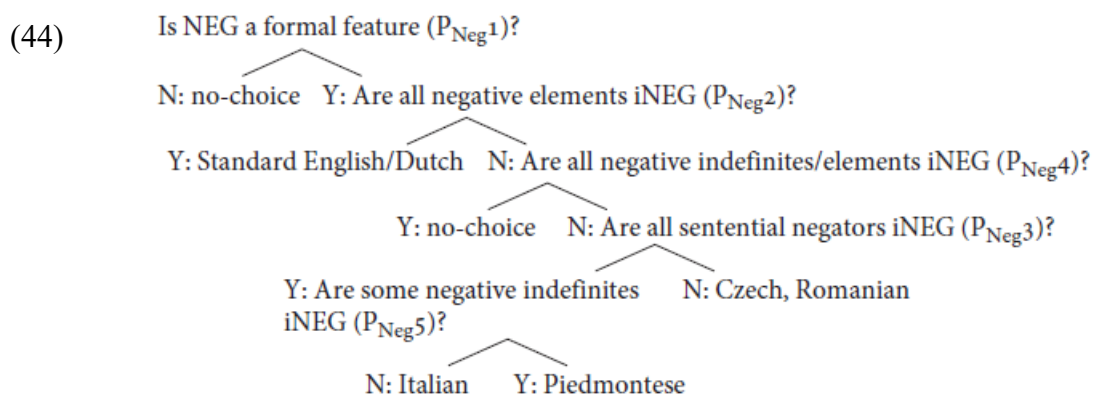 (44)
Is NEG a formal feature (PNeg1)?
N: no-choice Y: Are all negative elements iNEG (PNeg2)?
Y: Standard English/Dutch N: Are all negative indefinites/elements iNEG (PNeg4)?
Y: no-choice N: Are all sentential negators iNEG (PNeg3)?
Y: Are some negative indefinites N: Czech, Romanian
iNEG (PNeg5)?
N: Italian Y: Piedmontese